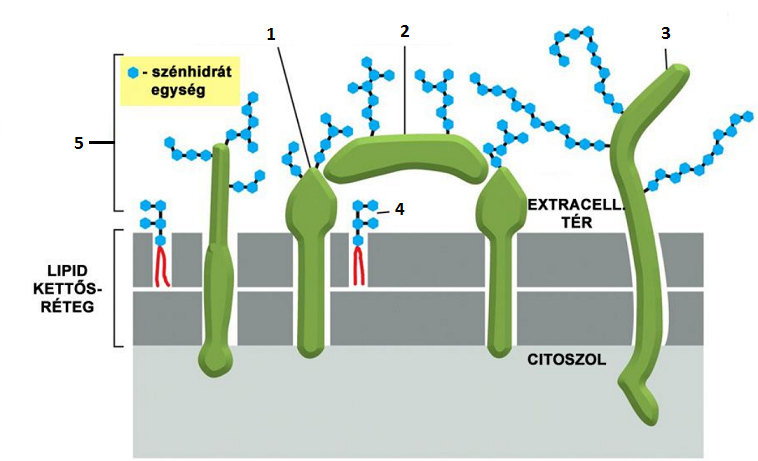 1
2
3
- szénhidrát
egység
5
4
EXTRACELL.
TÉR
LIPID
KETTŐS-
RÉTEG
CITOSZOL